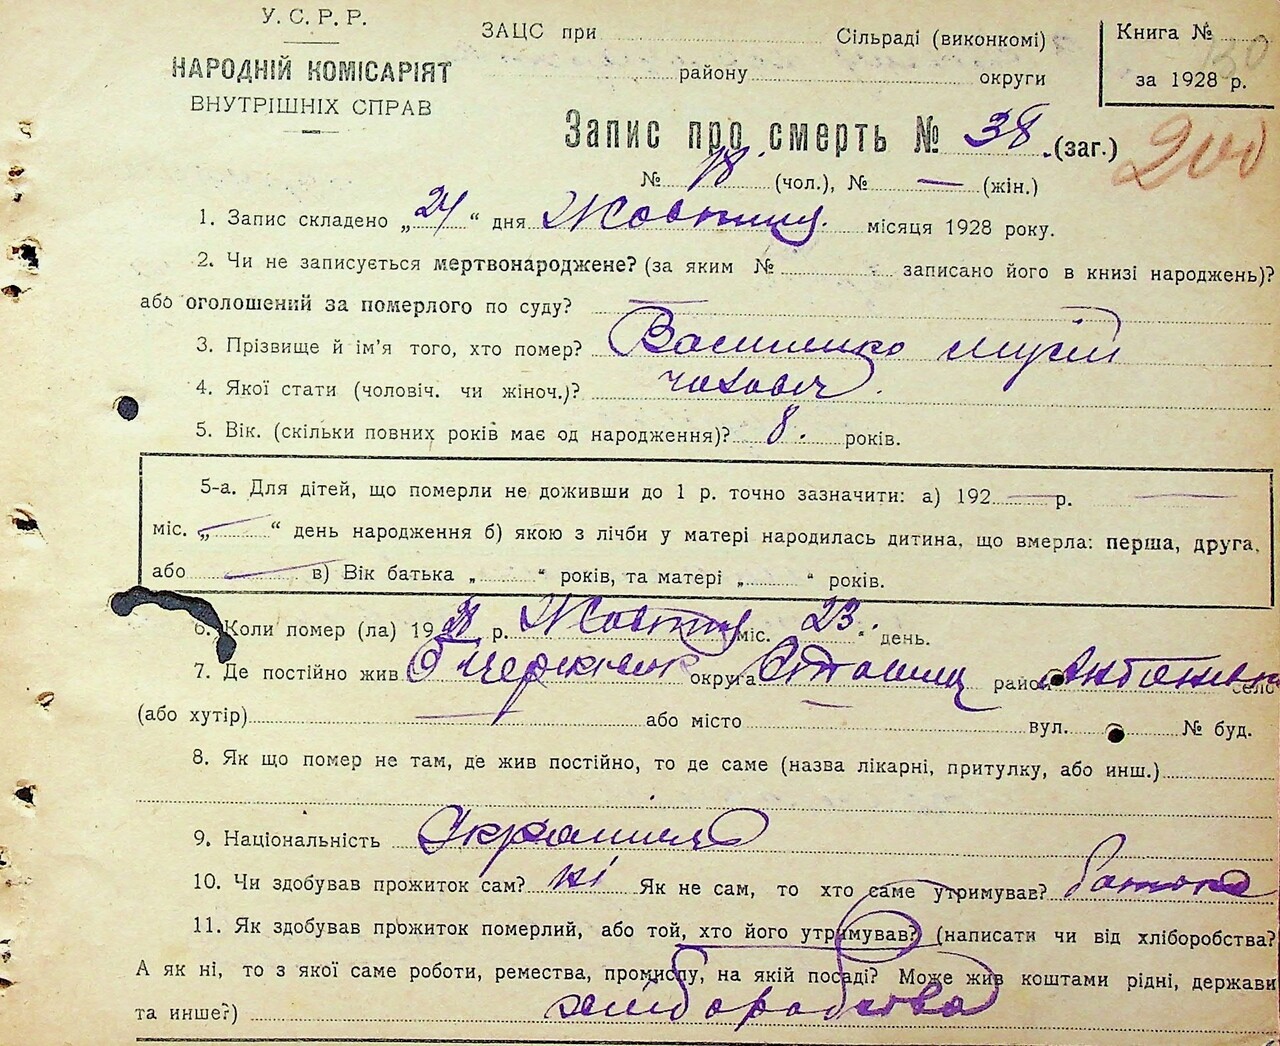 У. С. Р. Р.
НАРОДНІЙ КОМІСАРІЯТ
ВНУТРІШНІХ СПРАВ
ЗАЦС при Сільраді (виконкомі)
району округи
Книга № 130
за 1928 р.
Запис про смерть № 38 (заг.) 200
№ 18 (чол.), № — (жін.)
1. Запис складено „24“ дня Жовтня місяця 1928 року.
2. Чи не записується мертвонароджене? (за яким № записано його в книзі народжень)?
або оголошений за померлого по суду? —
3. Прізвище й ім'я того, хто помер? Василенко
4. Якої стати (чоловіч. чи жіноч.)? чоловіч.
5. Вік. (скільки повних років має од народження)? 8. років.
5-а. Для дітей, що померли не доживши до 1 р. точно зазначити: а) 192 — р. —
міс. „ — “ день народження б) якою з лічби у матері народилась дитина, що вмерла: перша, друга,
або — в) Вік батька „ “ років, та матері „ “ років.
6. Коли помер (ла) 1928 р. Жовтня міс. 23. день.
7. Де постійно жив округа район село
(або хутір) — або місто — вул. № буд.
8. Як що помер не там, де жив постійно, то де саме (назва лікарні, притулку, або инш.)
9. Національність
10. Чи здобував прожиток сам? ні Як не сам, то хто саме утримував? батько
11. Як здобував прожиток померлий, або той, хто його утримував? (написати чи від хліборобства?
А як ні, то з якої саме роботи, ремества, промислу, на якій посаді? Може жив коштами рідні, держави
та инше?) хліборобство